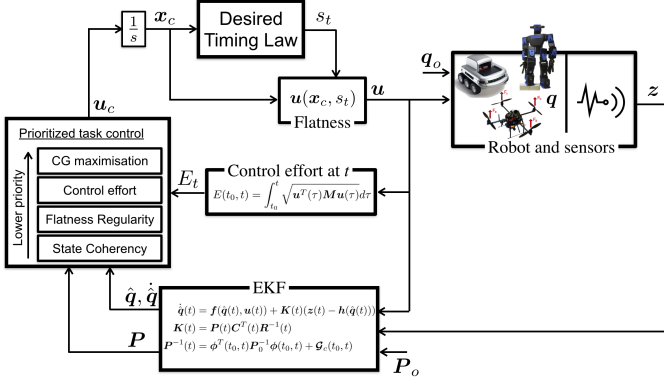 1/s
x_c
Desired
Timing Law
s_t
u_c
u(x_c, s_t)
Flatness
u
q_o
q
z
Robot and sensors
Prioritized task control
Lower priority
CG maximisation
Control effort
Flatness Regularity
State Coherency
E_t
Control effort at t
E(t_0, t) = ∫_{t_0}^{t} √(u^T(τ)Mu(τ)) dτ
q̂, q̂̇
P
EKF
q̂̇(t) = f(q̂(t), u(t)) + K(t)(z(t) − h(q̂(t)))
K(t) = P(t)C^T(t)R^{-1}(t)
P^{-1}(t) = φ^T(t_0, t)P_0^{-1}φ(t_0, t) + G_c(t_0, t)
P_o